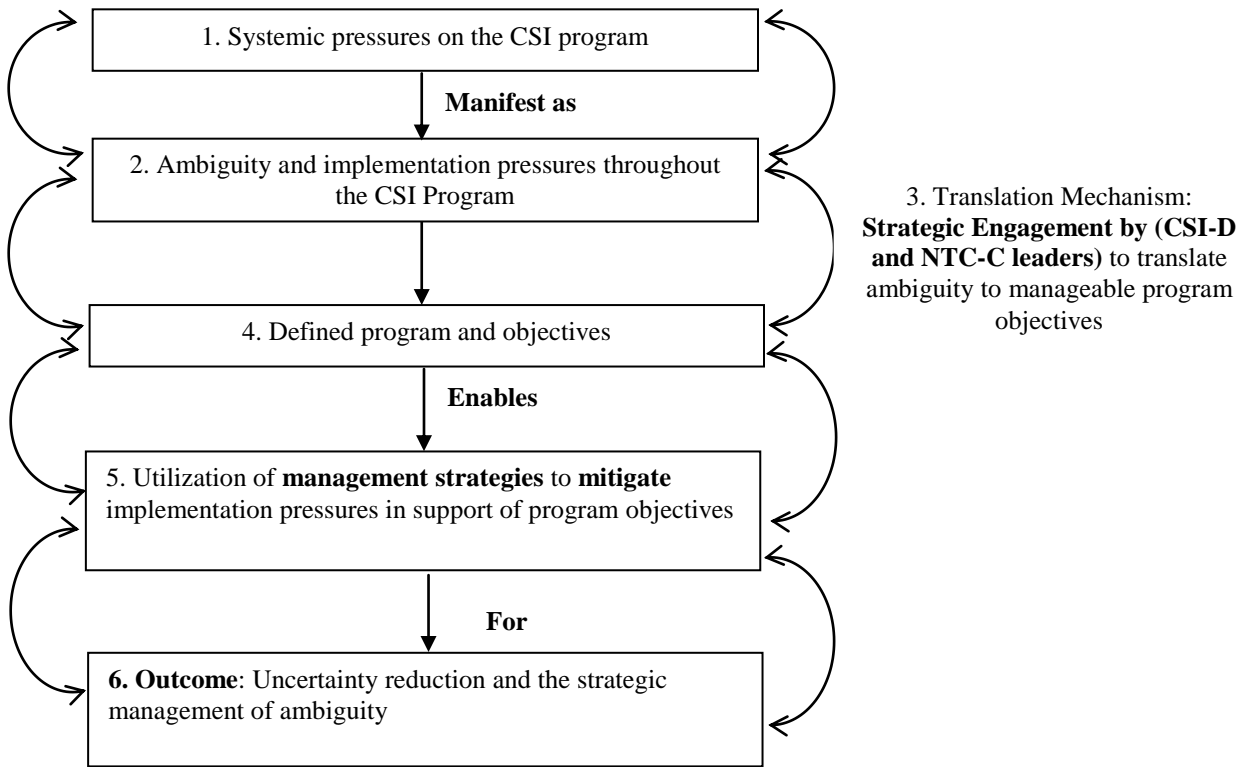 1. Systemic pressures on the CSI program
Manifest as
2. Ambiguity and implementation pressures throughout
the CSI Program
3. Translation Mechanism:
Strategic Engagement by (CSI-D
and NTC-C leaders) to translate
ambiguity to manageable program
objectives
4. Defined program and objectives
Enables
5. Utilization of management strategies to mitigate
implementation pressures in support of program objectives
For
6. Outcome: Uncertainty reduction and the strategic
management of ambiguity